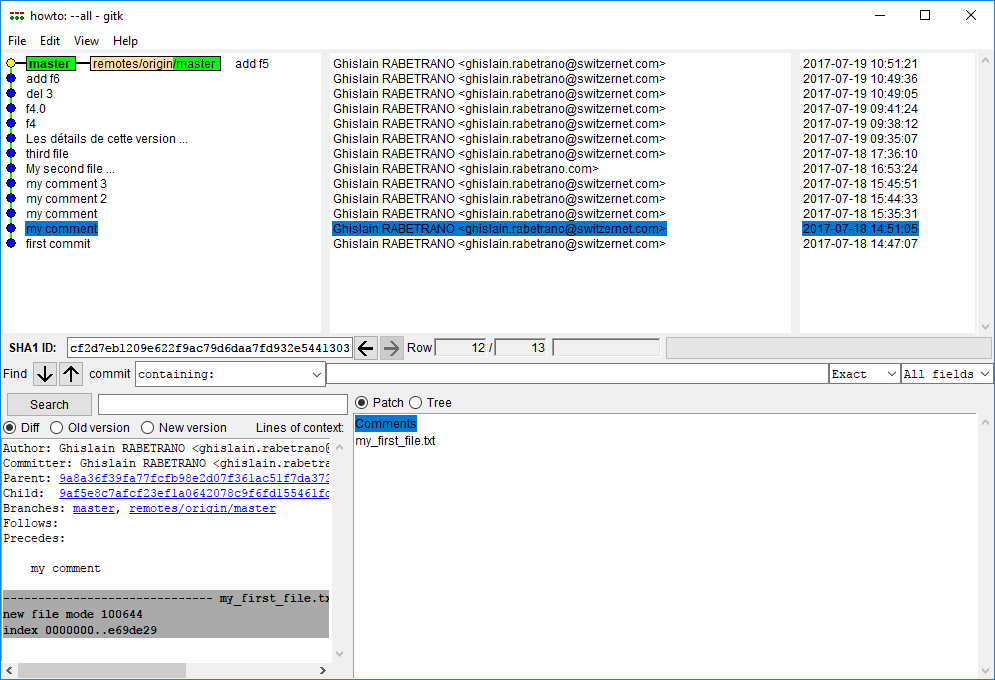 howto: --all - gitk
File Edit View Help
master remotes/origin/master add f5 Ghislain RABETRANO <ghislain.rabetrano@switzernet.com> 2017-07-19 10:51:21
add f6 Ghislain RABETRANO <ghislain.rabetrano@switzernet.com> 2017-07-19 10:49:36
del 3 Ghislain RABETRANO <ghislain.rabetrano@switzernet.com> 2017-07-19 10:49:05
f4.0 Ghislain RABETRANO <ghislain.rabetrano@switzernet.com> 2017-07-19 09:41:24
f4 Ghislain RABETRANO <ghislain.rabetrano@switzernet.com> 2017-07-19 09:38:12
Les détails de cette version ... Ghislain RABETRANO <ghislain.rabetrano@switzernet.com> 2017-07-19 09:35:07
third file Ghislain RABETRANO <ghislain.rabetrano@switzernet.com> 2017-07-18 17:36:10
My second file ... Ghislain RABETRANO <ghislain.rabetrano.com> 2017-07-18 16:53:24
my comment 3 Ghislain RABETRANO <ghislain.rabetrano@switzernet.com> 2017-07-18 15:45:51
my comment 2 Ghislain RABETRANO <ghislain.rabetrano@switzernet.com> 2017-07-18 15:44:33
my comment Ghislain RABETRANO <ghislain.rabetrano@switzernet.com> 2017-07-18 15:35:31
my comment Ghislain RABETRANO <ghislain.rabetrano@switzernet.com> 2017-07-18 14:51:05
first commit Ghislain RABETRANO <ghislain.rabetrano@switzernet.com> 2017-07-18 14:47:07
SHA1 ID: cf2d7eb1209e622f9ac79d6daa7fd932e5441303 Row 12 / 13
Find commit containing: Exact All fields
Search
Patch Tree
Diff Old version New version Lines of context:
Comments
my_first_file.txt
Author: Ghislain RABETRANO <ghislain.rabetrano@
Committer: Ghislain RABETRANO <ghislain.rabetra
Parent: 9a8a36f39fa77fcfb98e2d07f361ac51f7da372
Child: 9af5e8c7afcf23ef1a0642078c9f6fd155461fd
Branches: master, remotes/origin/master
Follows:
Precedes:
my comment
------------------------------ my_first_file.tx
new file mode 100644
index 0000000..e69de29